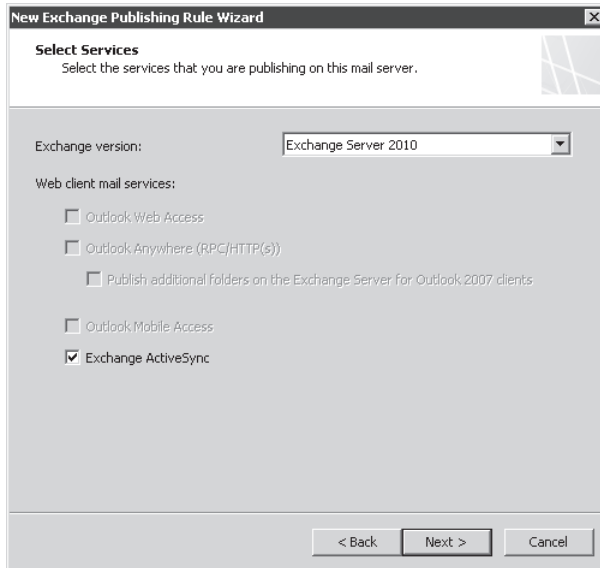 New Exchange Publishing Rule Wizard
Select Services
Select the services that you are publishing on this mail server.
Exchange version:
Exchange Server 2010
Web client mail services:
Outlook Web Access
Outlook Anywhere (RPC/HTTP(s))
Publish additional folders on the Exchange Server for Outlook 2007 clients
Outlook Mobile Access
Exchange ActiveSync
< Back
Next >
Cancel